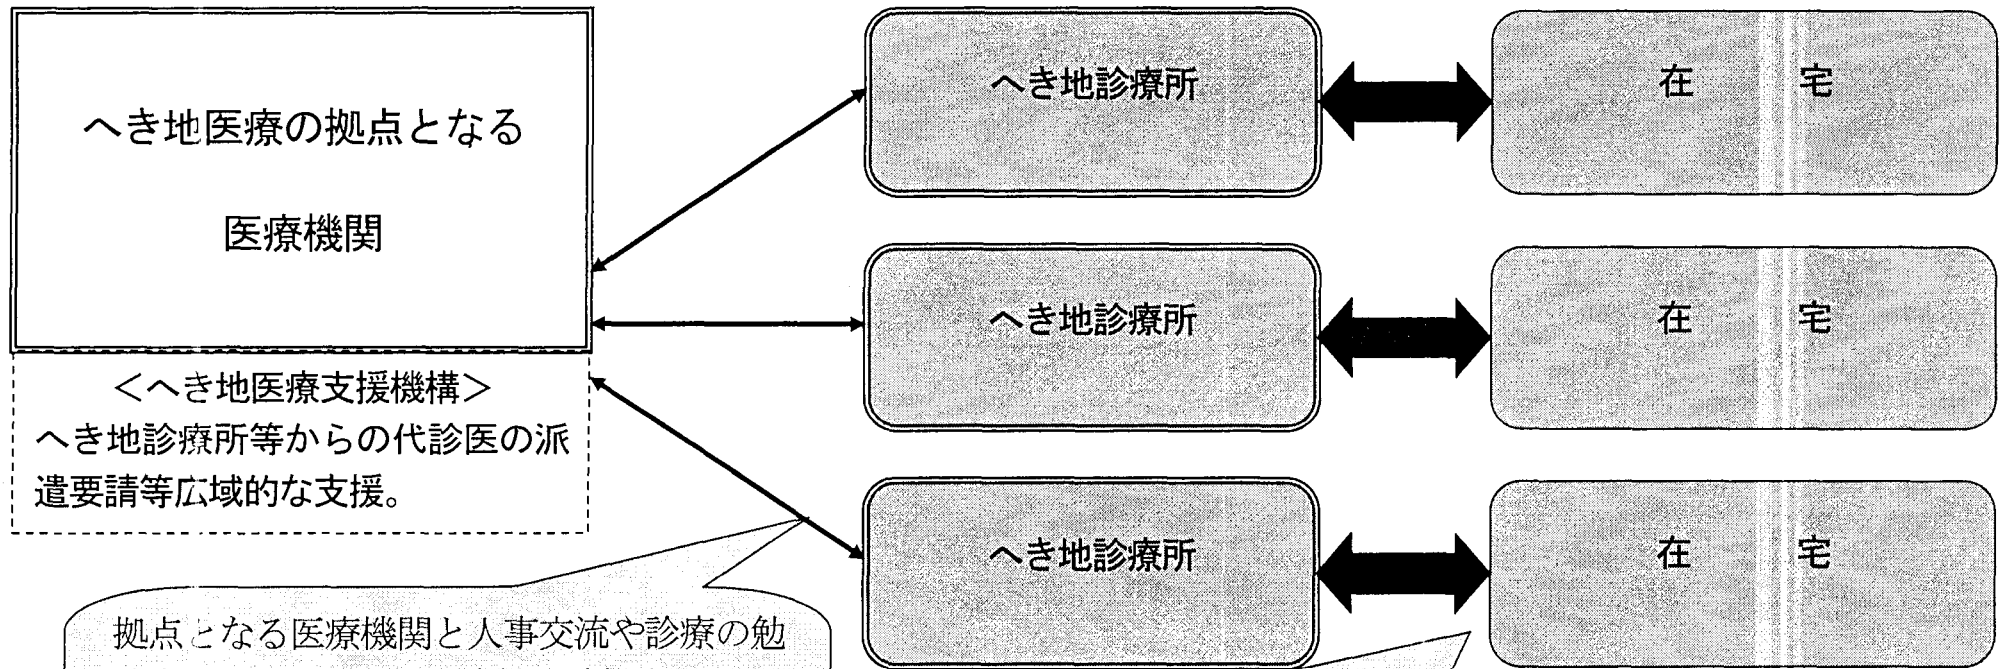 へき地医療の拠点となる
医療機関
＜へき地医療支援機構＞
へき地診療所等からの代診医の派
遣要請等広域的な支援。
へき地診療所
在　宅
へき地診療所
在　宅
へき地診療所
在　宅
拠点となる医療機関と人事交流や診療の勉